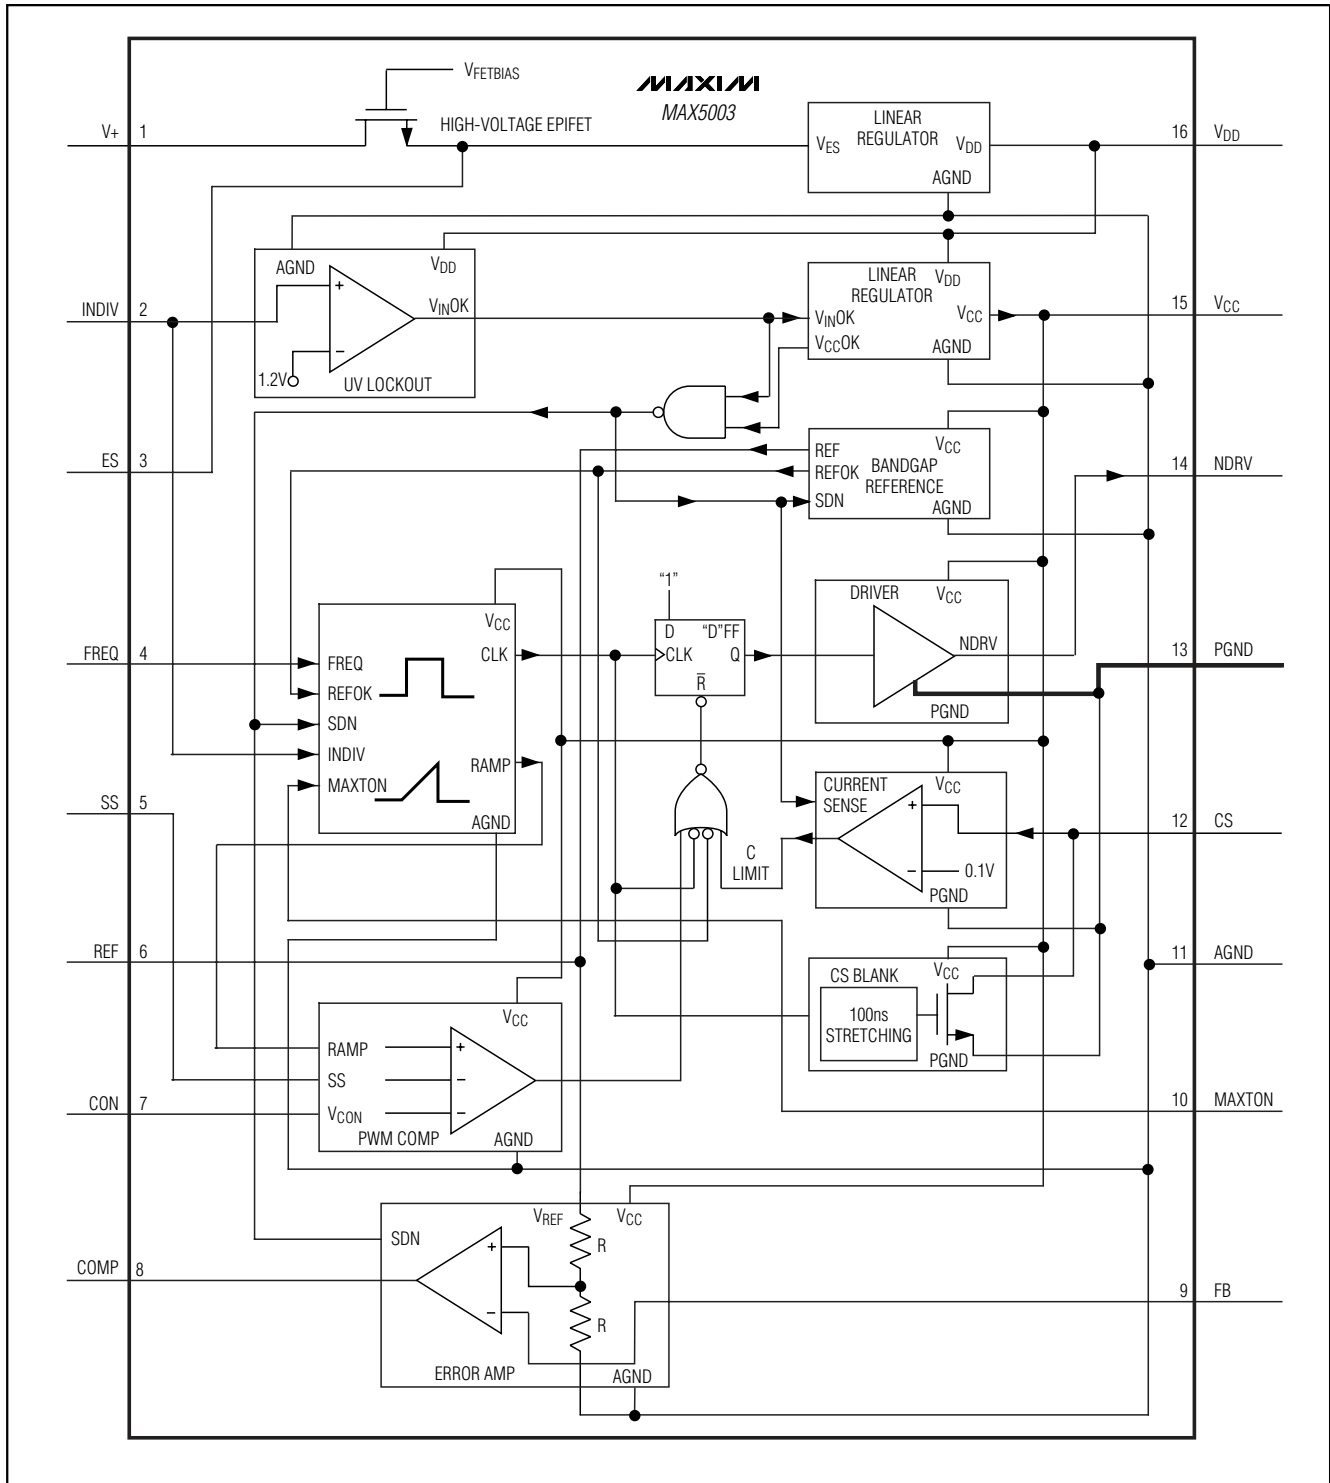 VFETBIAS
MAXIM
MAX5003
HIGH-VOLTAGE EPIFET
V+ 1
LINEAR
REGULATOR
VES VDD
AGND
16 VDD
AGND VDD
+
VINOK
−
1.2V
UV LOCKOUT
INDIV 2
LINEAR VDD
REGULATOR
VINOK VCC
VCCOK AGND
15 VCC
ES 3
REF VCC
REFOK BANDGAP
REFERENCE
SDN AGND
14 NDRV
"1"
D "D"FF
CLK Q
R̅
DRIVER VCC
NDRV
PGND
13 PGND
FREQ 4
VCC
CLK
FREQ
REFOK
SDN
INDIV
RAMP
MAXTON
AGND
SS 5
CURRENT VCC
SENSE
+
− 0.1V
PGND
C
LIMIT
12 CS
REF 6
CS BLANK VCC
100ns
STRETCHING
PGND
11 AGND
VCC
RAMP +
SS −
VCON −
PWM COMP AGND
CON 7
10 MAXTON
VREF VCC
SDN
+ R
− R
ERROR AMP AGND
COMP 8
9 FB